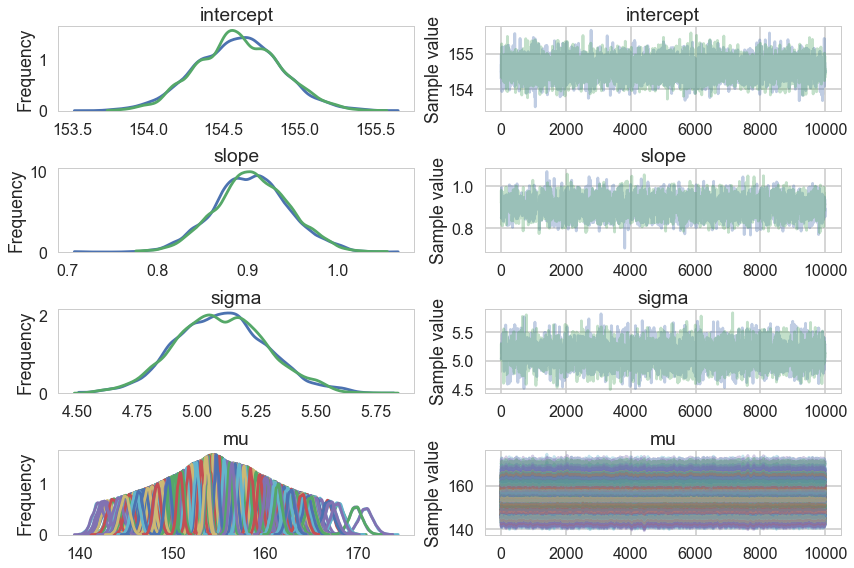 intercept
intercept
Frequency
1
0
153.5 154.0 154.5 155.0 155.5
Sample value
155
154
0 2000 4000 6000 8000 10000
slope
slope
Frequency
10
0
0.7 0.8 0.9 1.0
Sample value
1.0
0.8
0 2000 4000 6000 8000 10000
sigma
sigma
Frequency
2
0
4.50 4.75 5.00 5.25 5.50 5.75
Sample value
5.5
5.0
4.5
0 2000 4000 6000 8000 10000
mu
mu
Frequency
1
0
140 150 160 170
Sample value
160
140
0 2000 4000 6000 8000 10000